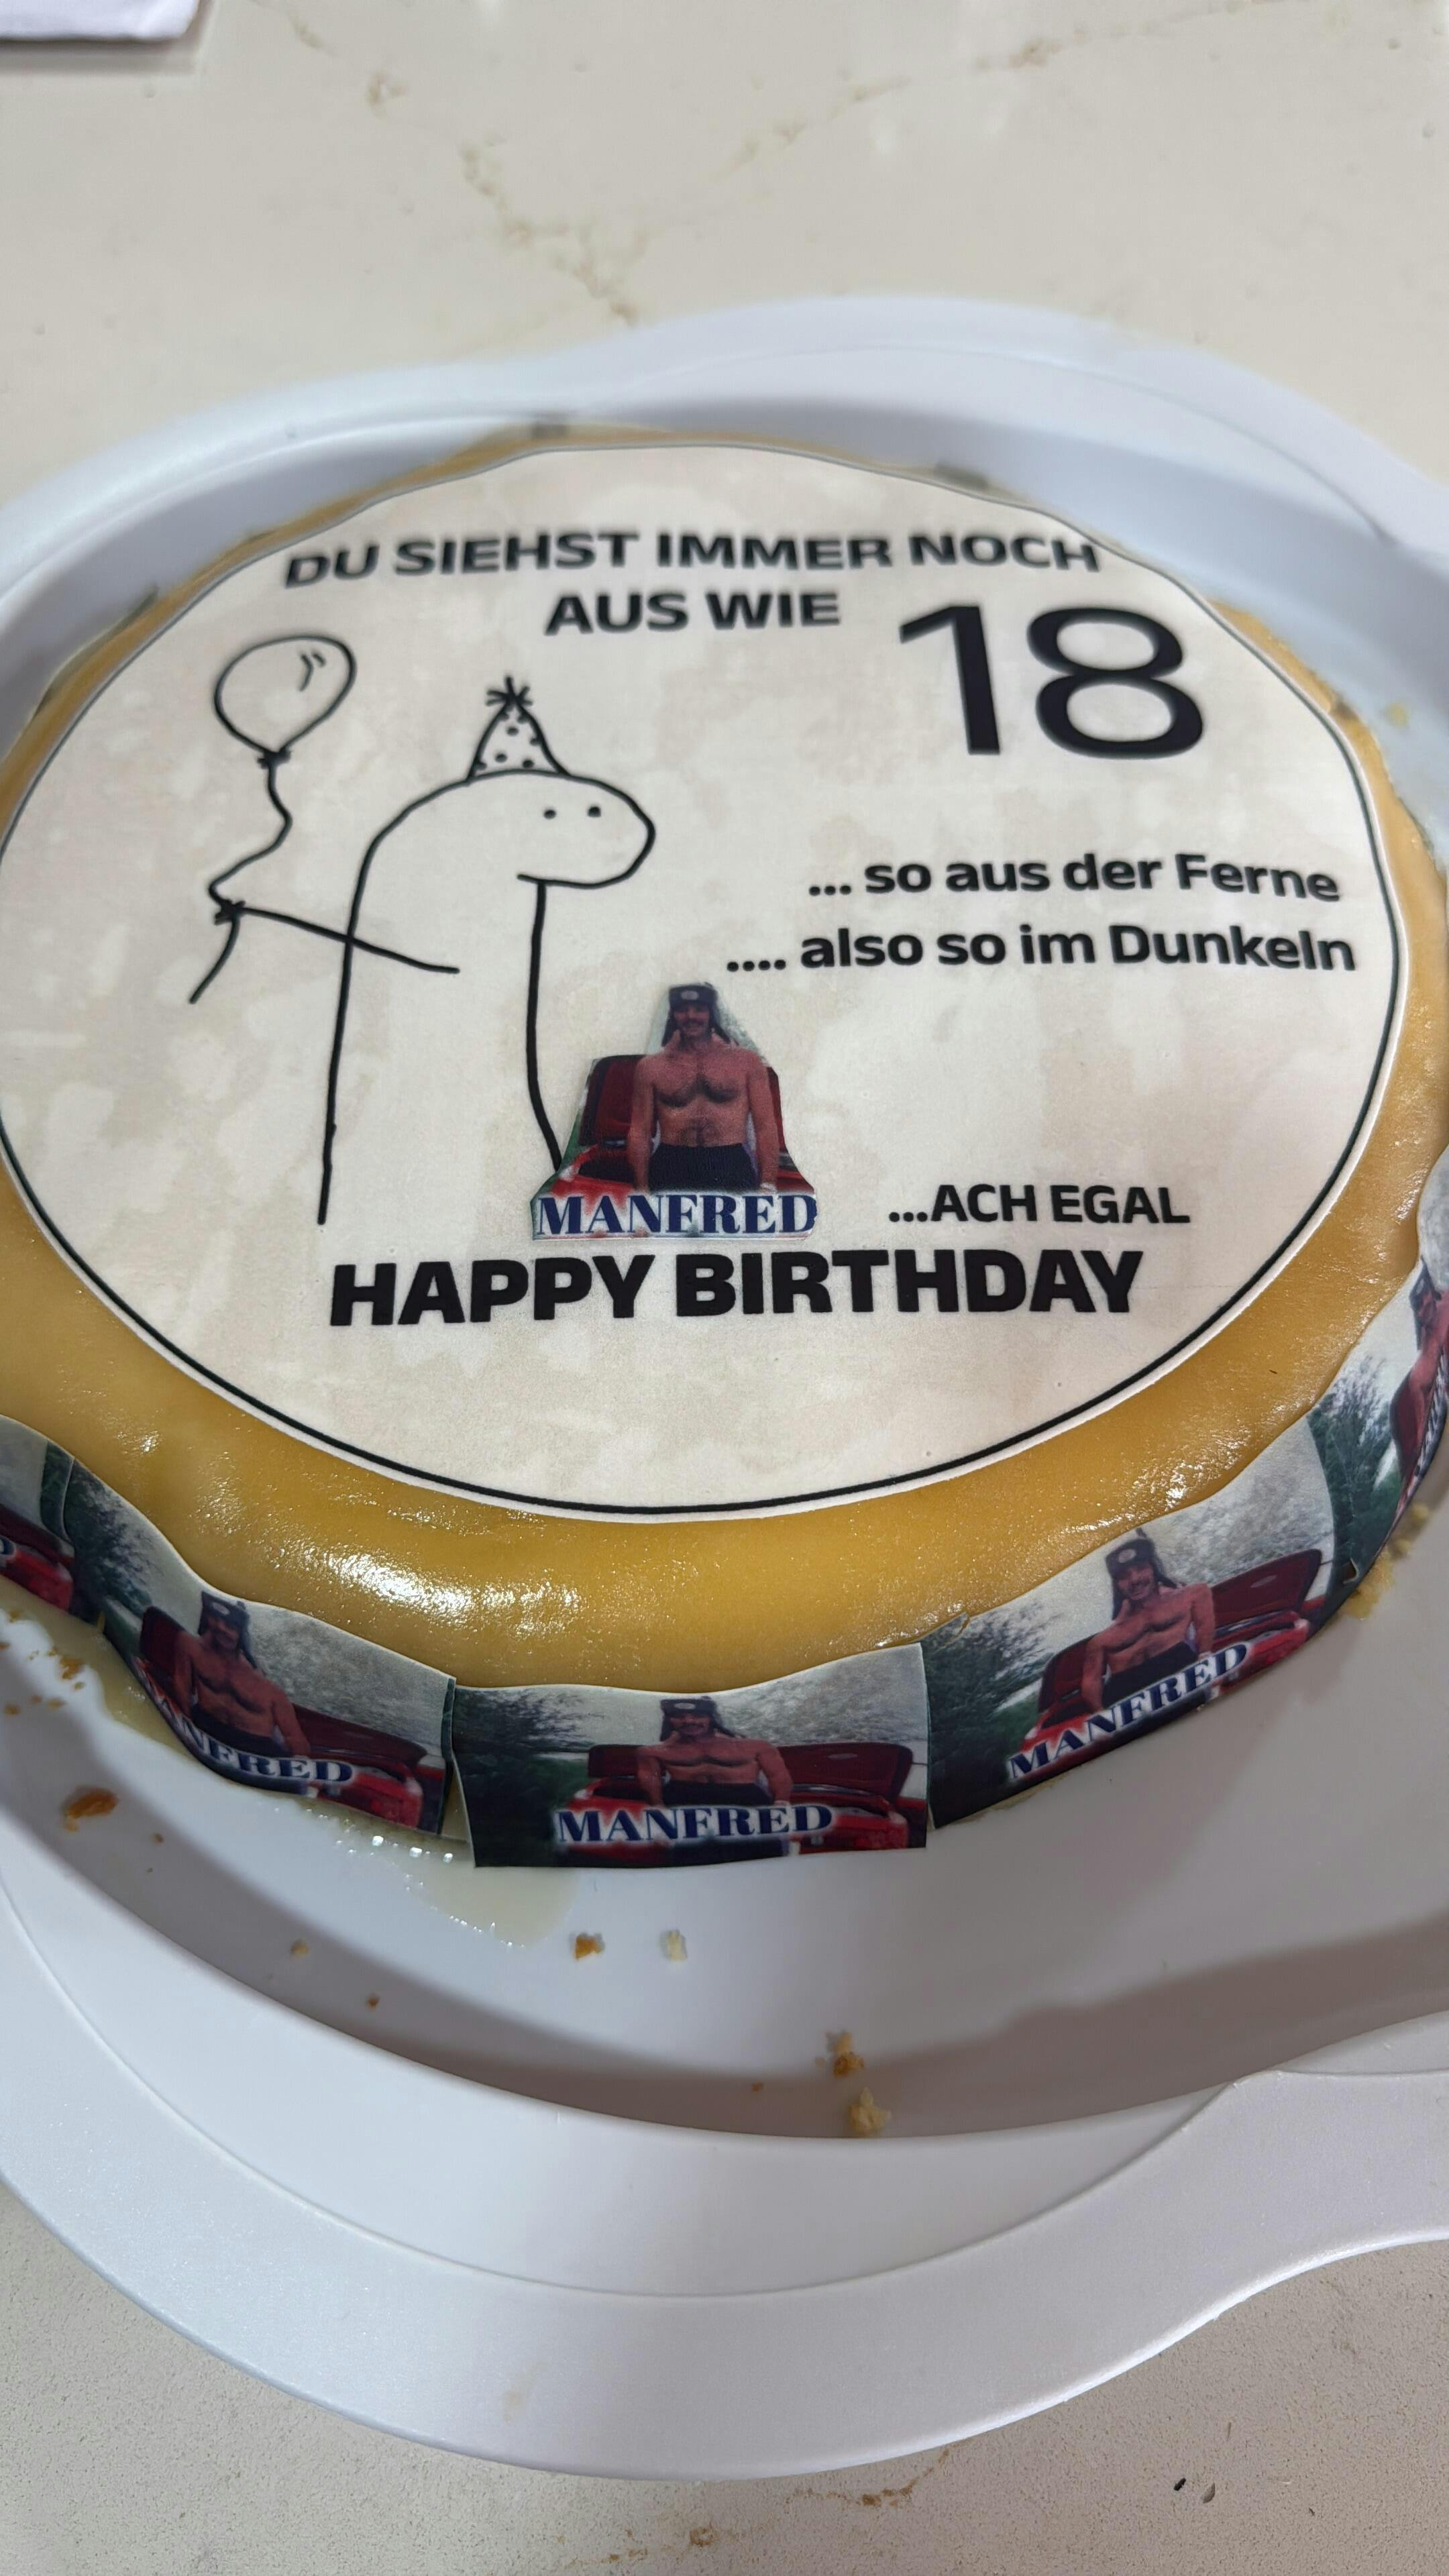 DU SIEHST IMMER NOCH
AUS WIE 18
... so aus der Ferne
.... also so im Dunkeln
MANFRED
...ACH EGAL
HAPPY BIRTHDAY
MANFRED
MANFRED